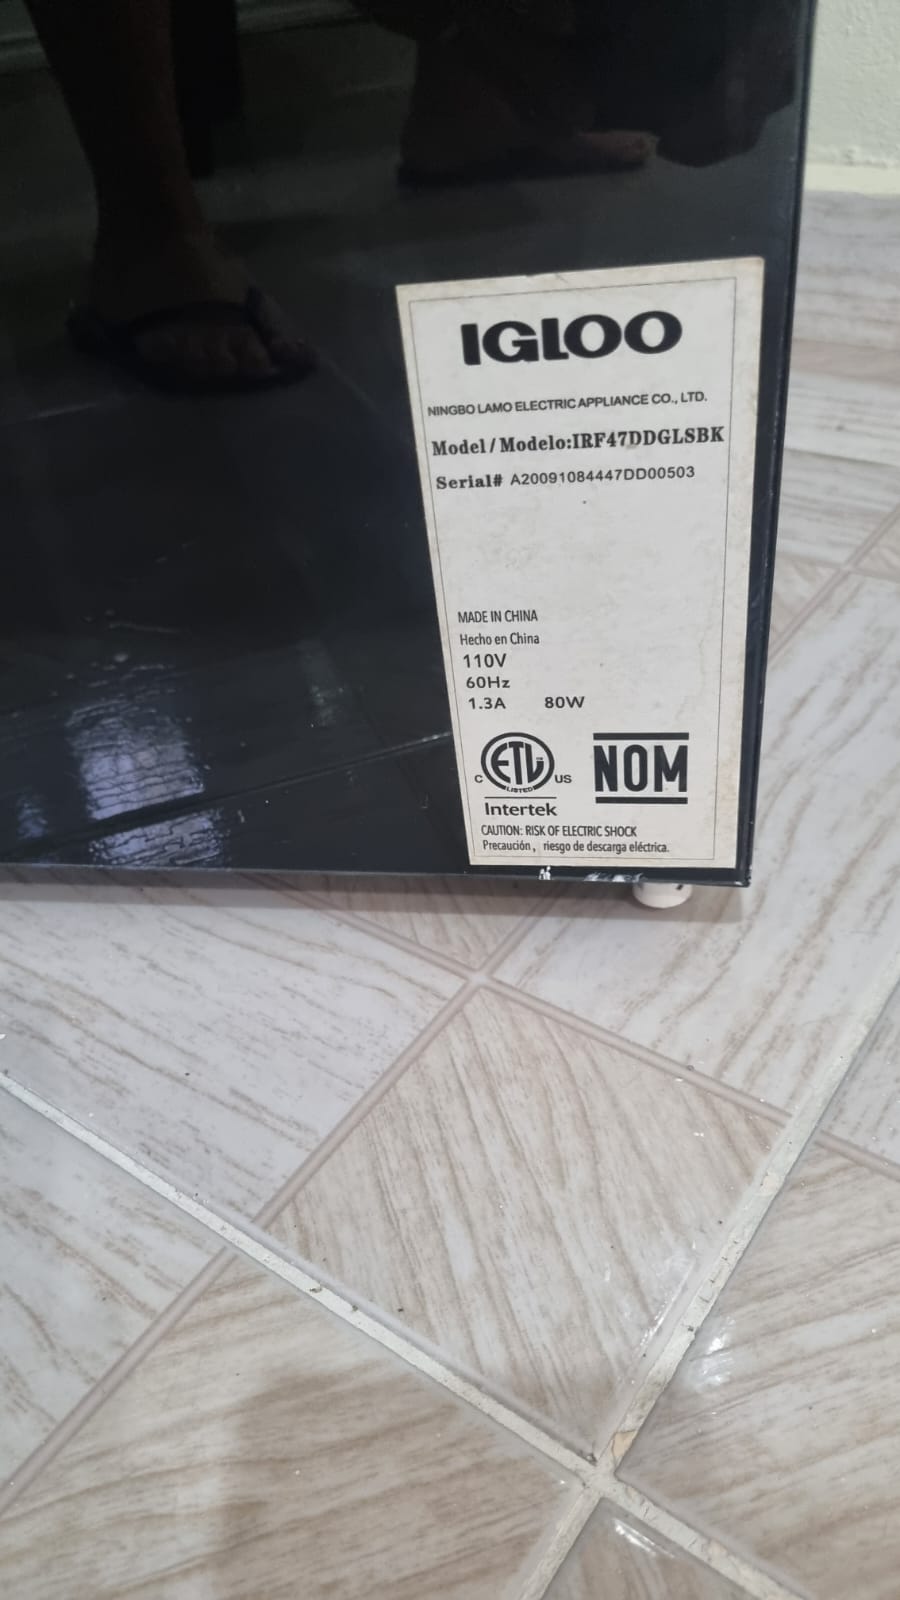 IGLOO
NINGBO LAMO ELECTRIC APPLIANCE CO., LTD.
Model / Modelo:IRF47DDGLSBK
Serial# A20091084447DD00503
MADE IN CHINA
Hecho en China
110V
60Hz
1.3A 80W
C ETL US NOM
LISTED
Intertek
CAUTION: RISK OF ELECTRIC SHOCK
Precaución, riesgo de descarga eléctrica.